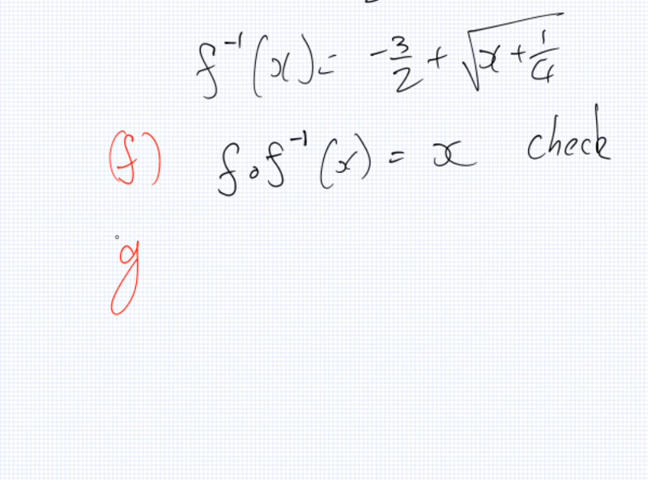 f⁻¹(x) = -3/2 + √(x + 1/4)
(f) f∘f⁻¹(x) = x check
g